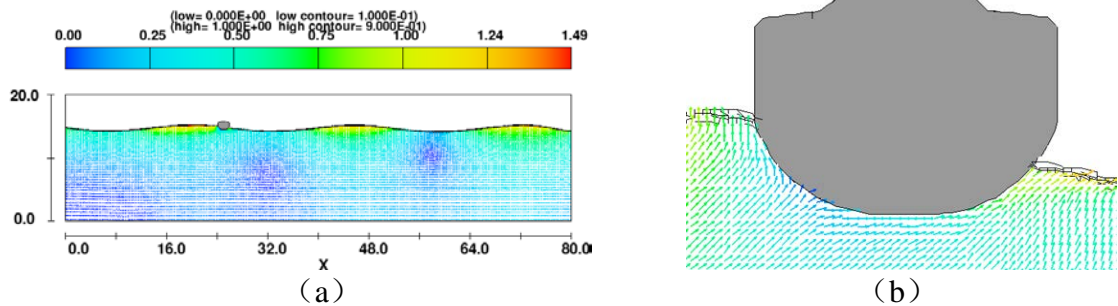 (low= 0.000E+00 low contour= 1.000E-01)
(high= 1.000E+00 high contour= 9.000E-01)
0.00 0.25 0.50 0.75 1.00 1.24 1.49
20.0
0.0
0.0 16.0 32.0 48.0 64.0 80.0
X
（a）
（b）